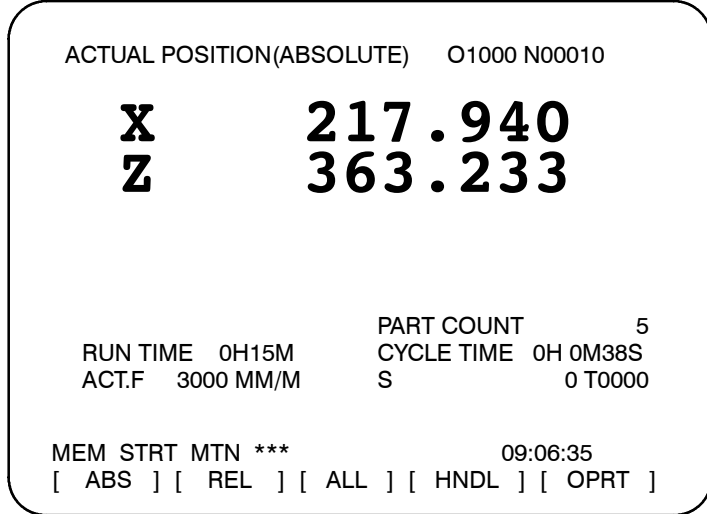 ACTUAL POSITION(ABSOLUTE) O1000 N00010
X 217.940
Z 363.233
PART COUNT 5
RUN TIME 0H15M CYCLE TIME 0H 0M38S
ACT.F 3000 MM/M S 0 T0000
MEM STRT MTN *** 09:06:35
[ ABS ] [ REL ] [ ALL ] [ HNDL ] [ OPRT ]